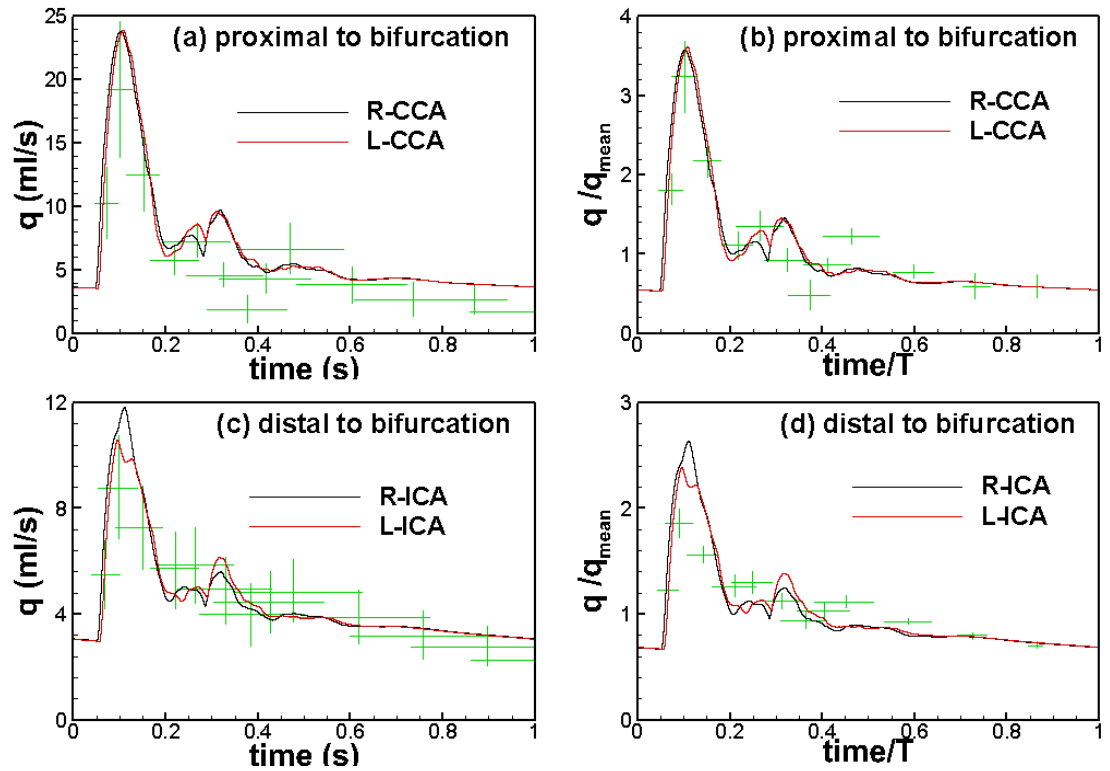 (a) proximal to bifurcation
25
20
15
10
5
0
q (ml/s)
R-CCA
L-CCA
0
0.2
0.4
0.6
0.8
1
time (s)
(b) proximal to bifurcation
4
3
2
1
0
q /qmean
R-CCA
L-CCA
0
0.2
0.4
0.6
0.8
1
time/T
(c) distal to bifurcation
12
8
4
0
q (ml/s)
R-ICA
L-ICA
0
0.2
0.4
0.6
0.8
1
time (s)
(d) distal to bifurcation
3
2
1
0
q /qmean
R-ICA
L-ICA
0
0.2
0.4
0.6
0.8
1
time/T